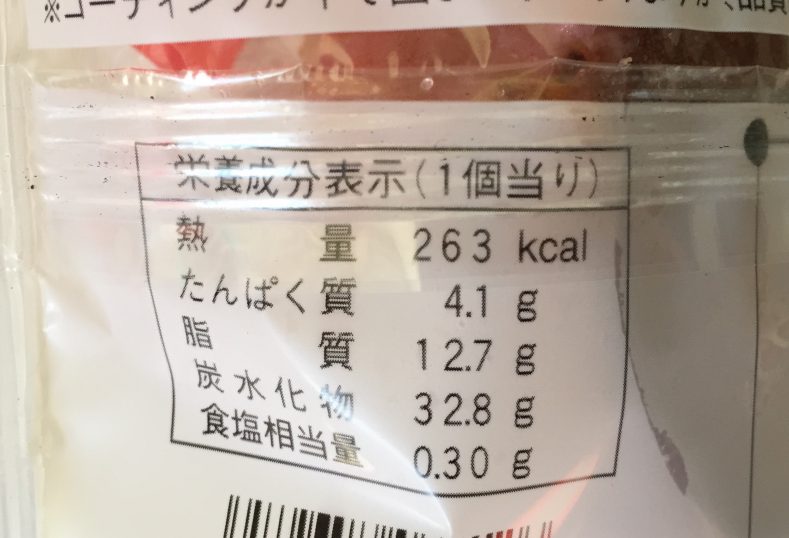 栄養成分表示(1個当り)
熱量 263 kcal
たんぱく質 4.1 g
脂質 12.7 g
炭水化物 32.8 g
食塩相当量 0.30 g